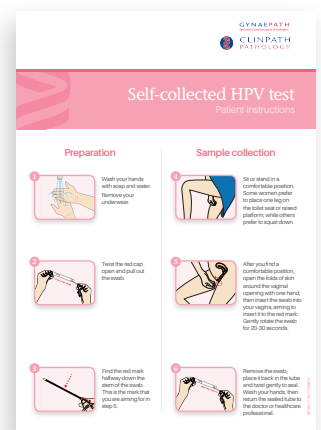 GYNAEPATH
CLINPATH
PATHOLOGY
Self-collected HPV test
Patient instructions
Preparation
Sample collection
1
Wash your hands
with soap and water.
Remove your
underwear.
2
Twist the red cap
open and pull out
the swab.
3
Find the red mark
halfway down the
stem of the swab.
This is the mark that
you are aiming for in
step 5.
4
Sit or stand in a
comfortable position.
Some women prefer
to place one leg on
the toilet seat or raised
platform, while others
prefer to squat down.
5
After you find a
comfortable position,
open the folds of skin
around the vaginal
opening with one hand,
then insert the swab into
your vagina, aiming to
insert it to the red mark.
Gently rotate the swab
for 20-30 seconds.
6
Remove the swab,
place it back in the tube
and twist gently to seal.
Wash your hands, then
return the sealed tube to
the doctor or healthcare
professional.